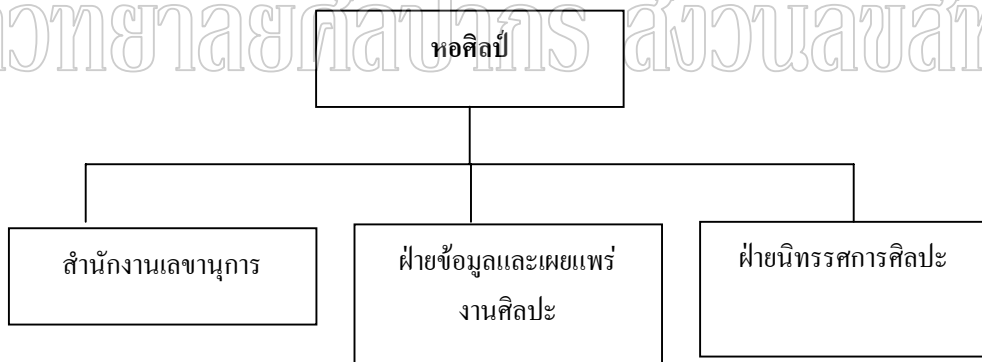 หอศิลป์
สำนักงานเลขานุการ
ฝ่ายข้อมูลและเผยแพร่
งานศิลปะ
ฝ่ายนิทรรศการศิลปะ